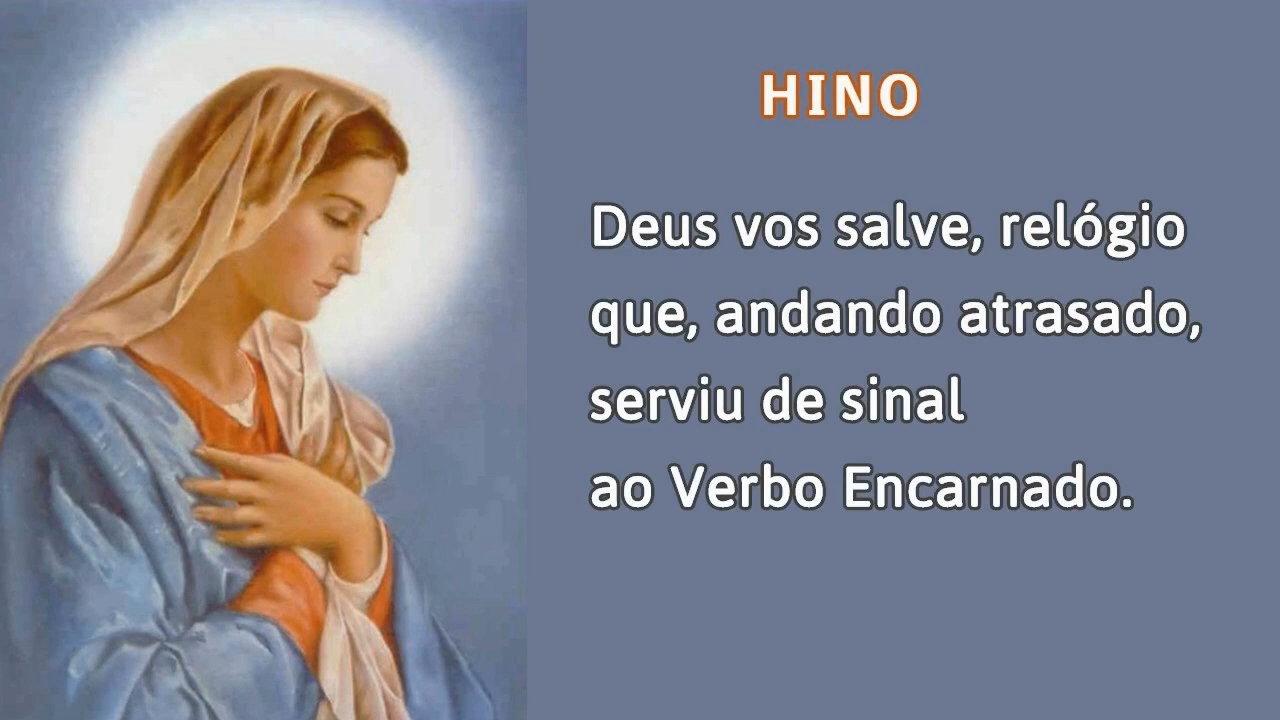 HINO
Deus vos salve, relógio
que, andando atrasado,
serviu de sinal
ao Verbo Encarnado.